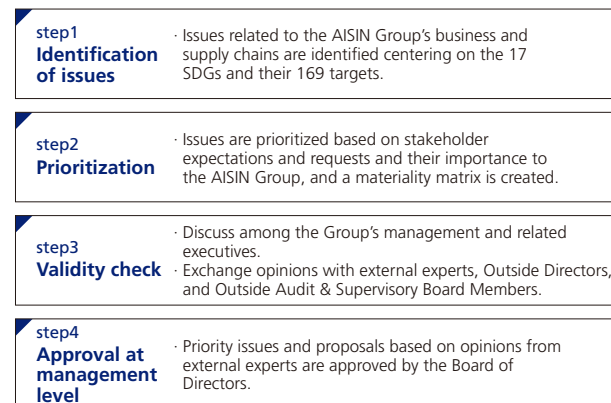 step1
Identification
of issues
· Issues related to the AISIN Group's business and
supply chains are identified centering on the 17
SDGs and their 169 targets.
step2
Prioritization
· Issues are prioritized based on stakeholder
expectations and requests and their importance to
the AISIN Group, and a materiality matrix is created.
step3
Validity check
· Discuss among the Group's management and related
executives.
· Exchange opinions with external experts, Outside Directors,
and Outside Audit & Supervisory Board Members.
step4
Approval at
management
level
· Priority issues and proposals based on opinions from
external experts are approved by the Board of
Directors.